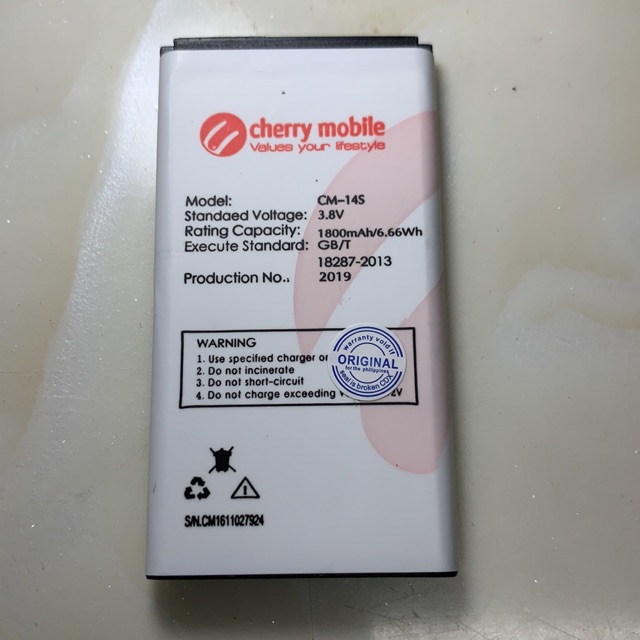 cherry mobile
Values your lifestyle
Model: CM-14S
Standaed Voltage: 3.8V
Rating Capacity: 1800mAh/6.66Wh
Execute Standard: GB/T
18287-2013
Production No.: 2019
WARNING
1. Use specified charger on
2. Do not incinerate
3. Do not short-circuit
4. Do not charge exceeding
warranty void if
ORIGINAL
for the philippines
seal is broken CDX
S/N.CM1611027924